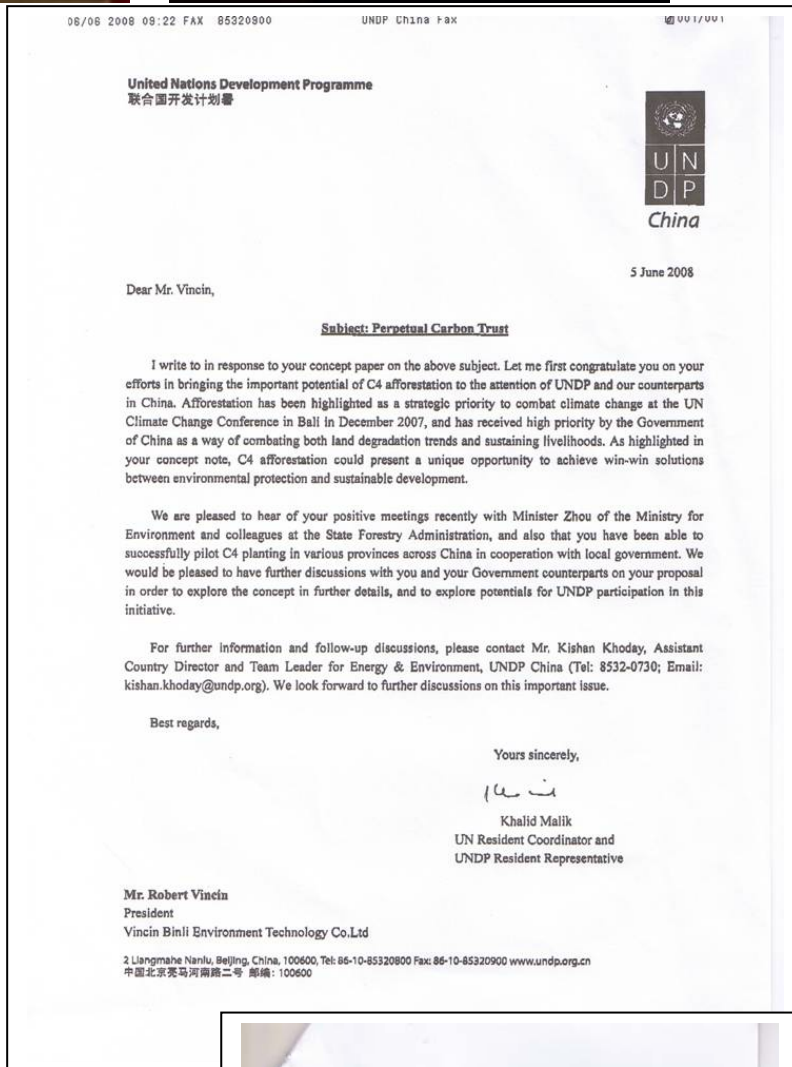 06/06 2008 09:22 FAX 85320900 UNDP China Fax 001/001
United Nations Development Programme
联合国开发计划署
U N
D P
China
5 June 2008
Dear Mr. Vincin,
Subject: Perpetual Carbon Trust
I write to in response to your concept paper on the above subject. Let me first congratulate you on your
efforts in bringing the important potential of C4 afforestation to the attention of UNDP and our counterparts
in China. Afforestation has been highlighted as a strategic priority to combat climate change at the UN
Climate Change Conference in Bali in December 2007, and has received high priority by the Government
of China as a way of combating both land degradation trends and sustaining livelihoods. As highlighted in
your concept note, C4 afforestation could present a unique opportunity to achieve win-win solutions
between environmental protection and sustainable development.
We are pleased to hear of your positive meetings recently with Minister Zhou of the Ministry for
Environment and colleagues at the State Forestry Administration, and also that you have been able to
successfully pilot C4 planting in various provinces across China in cooperation with local government. We
would be pleased to have further discussions with you and your Government counterparts on your proposal
in order to explore the concept in further details, and to explore potentials for UNDP participation in this
initiative.
For further information and follow-up discussions, please contact Mr. Kishan Khoday, Assistant
Country Director and Team Leader for Energy & Environment, UNDP China (Tel: 8532-0730; Email:
kishan.khoday@undp.org). We look forward to further discussions on this important issue.
Best regards,
Yours sincerely,
Khalid Malik
UN Resident Coordinator and
UNDP Resident Representative
Mr. Robert Vincin
President
Vincin Binli Environment Technology Co.Ltd
2 Liangmahe Nanlu, Beijing, China, 100600, Tel: 86-10-85320800 Fax: 86-10-85320900 www.undp.org.cn
中国北京亮马河南路二号 邮编: 100600